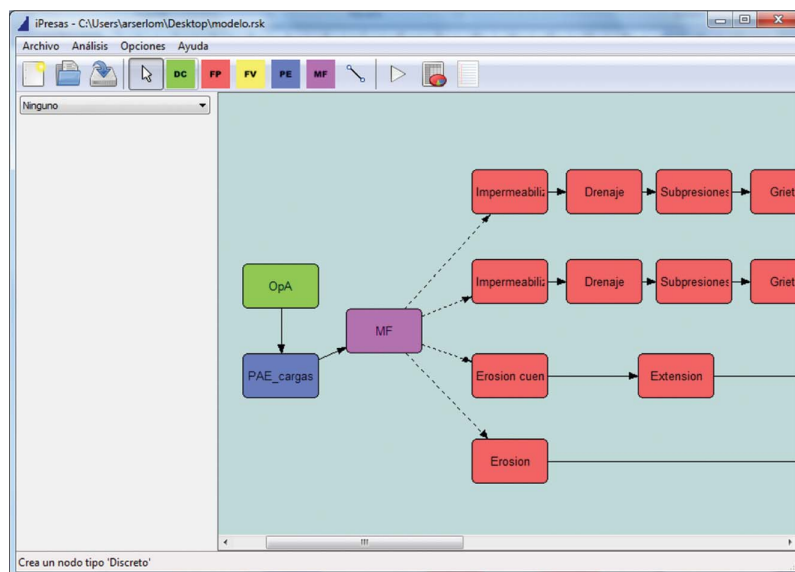 iPresas - C:\Users\arserlom\Desktop\modelo.rsk
Archivo Análisis Opciones Ayuda
DC FP FV PE MF
Ninguno
Impermeabiliz Drenaje Subpresiones Griet
OpA
Impermeabiliz Drenaje Subpresiones Griet
MF
PAE_cargas
Erosion cuen Extension
Erosion
Crea un nodo tipo 'Discreto'